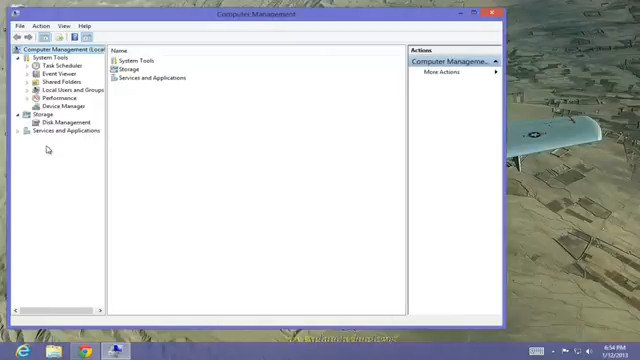 Computer Management
File Action View Help
Computer Management (Local
System Tools
Task Scheduler
Event Viewer
Shared Folders
Local Users and Groups
Performance
Device Manager
Storage
Disk Management
Services and Applications
Name
System Tools
Storage
Services and Applications
Actions
Computer Manageme...
More Actions
6:54 PM
1/12/2013